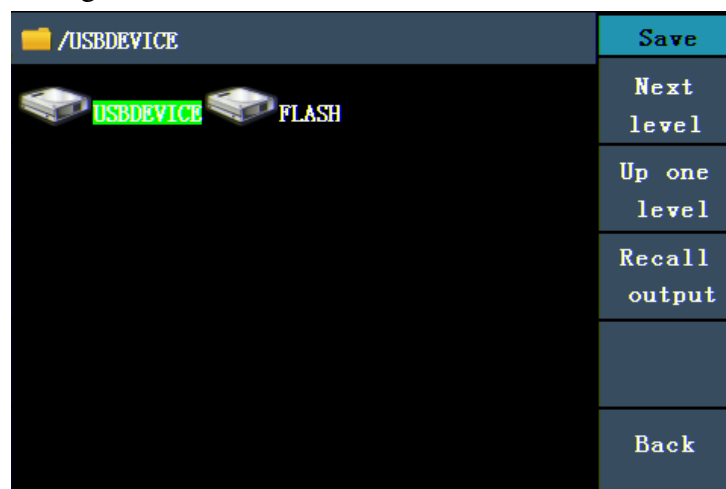 /USBDEVICE
Save
USBDEVICE FLASH
Next
level
Up one
level
Recall
output
Back